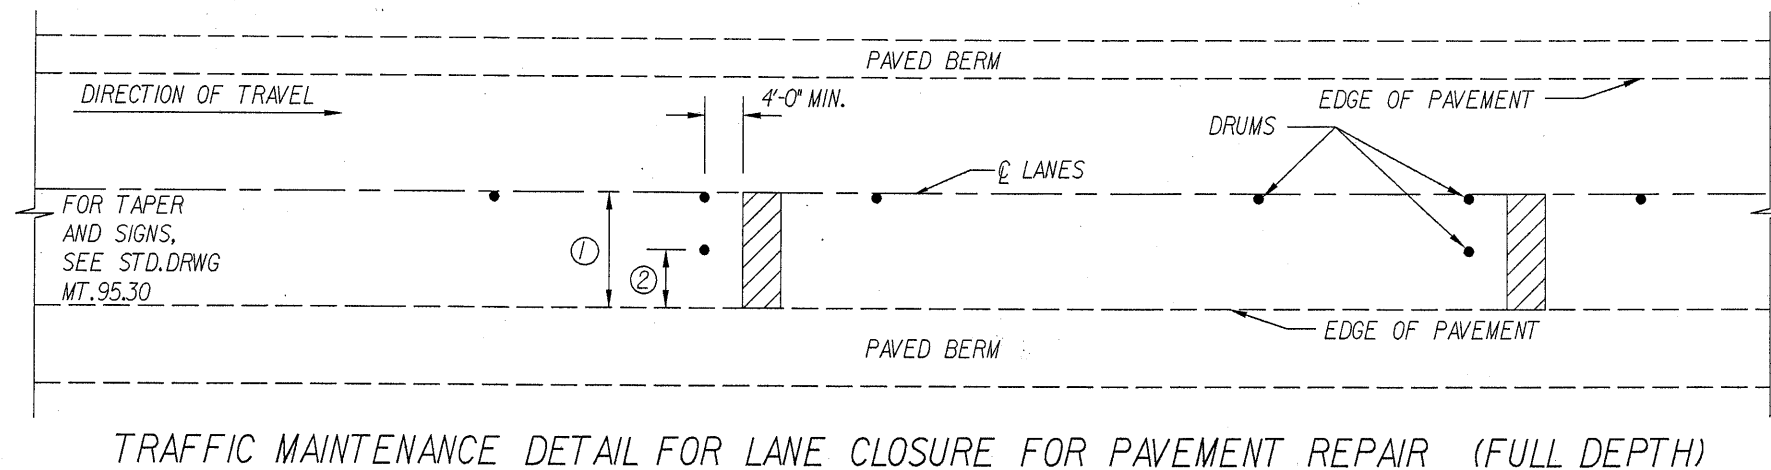 PAVED BERM
DIRECTION OF TRAVEL
4'-0" MIN.
EDGE OF PAVEMENT
DRUMS
℄ LANES
FOR TAPER
AND SIGNS,
SEE STD.DRWG
MT.95.30
①
②
EDGE OF PAVEMENT
PAVED BERM
TRAFFIC MAINTENANCE DETAIL FOR LANE CLOSURE FOR PAVEMENT REPAIR (FULL DEPTH)